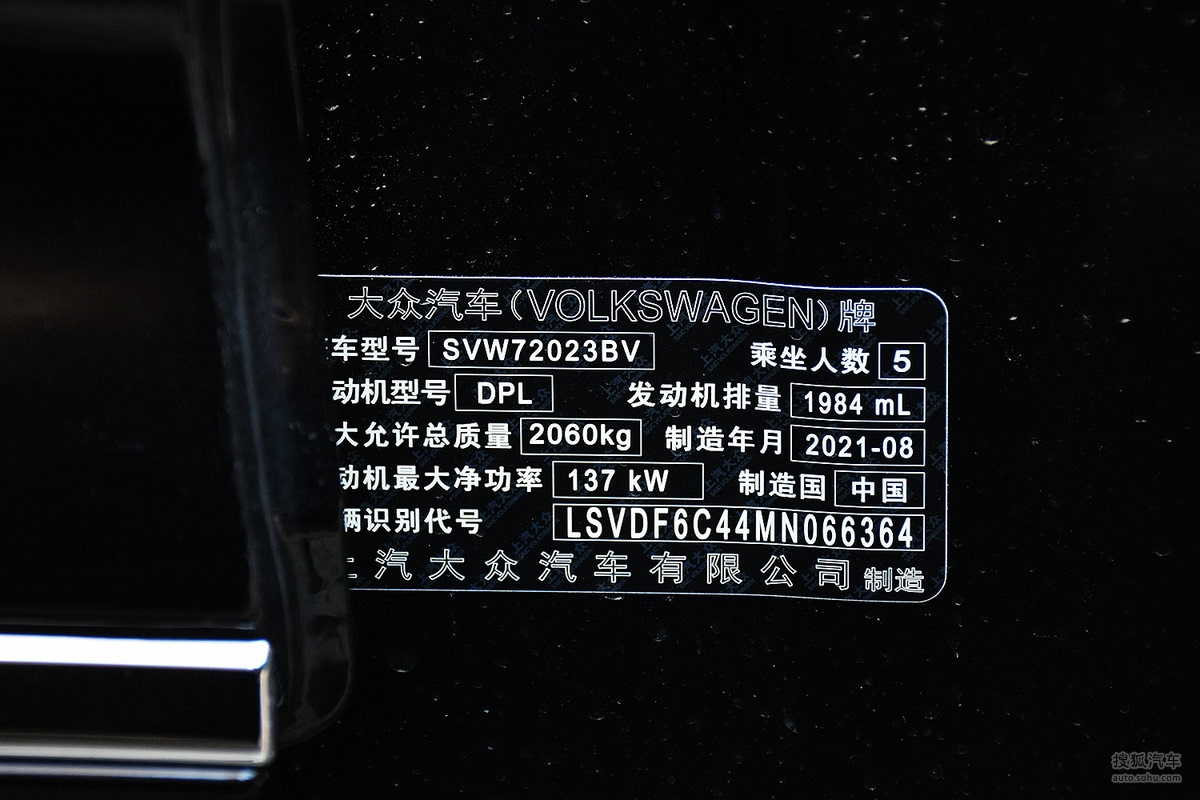 大众汽车(VOLKSWAGEN)牌
车型号 SVW72023BV 乘坐人数 5
动机型号 DPL 发动机排量 1984 mL
大允许总质量 2060kg 制造年月 2021-08
动机最大净功率 137 kW 制造国 中国
辆识别代号 LSVDF6C44MN066364
上汽大众汽车有限公司 制造
搜狐汽车
auto.sohu.com